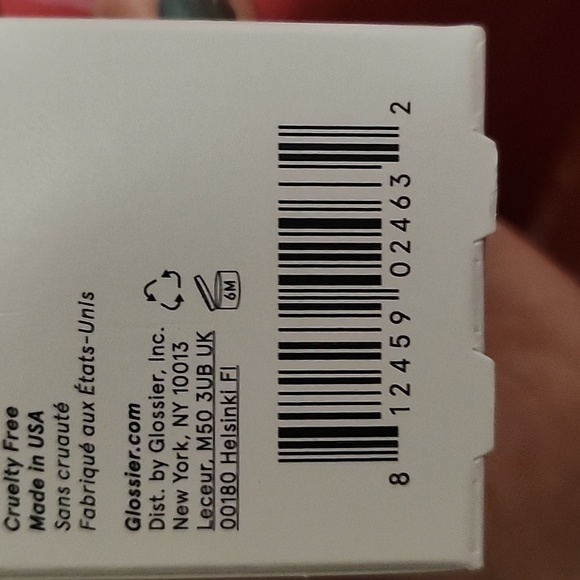 Cruelty Free
Made in USA
Sans cruauté
Fabriqué aux États-Unis
Glossier.com
Dist. by Glossier, Inc.
New York, NY 10013
Leceur, M50 3UB UK
00180 Helsinki FI
6M
8 12459 02463 2